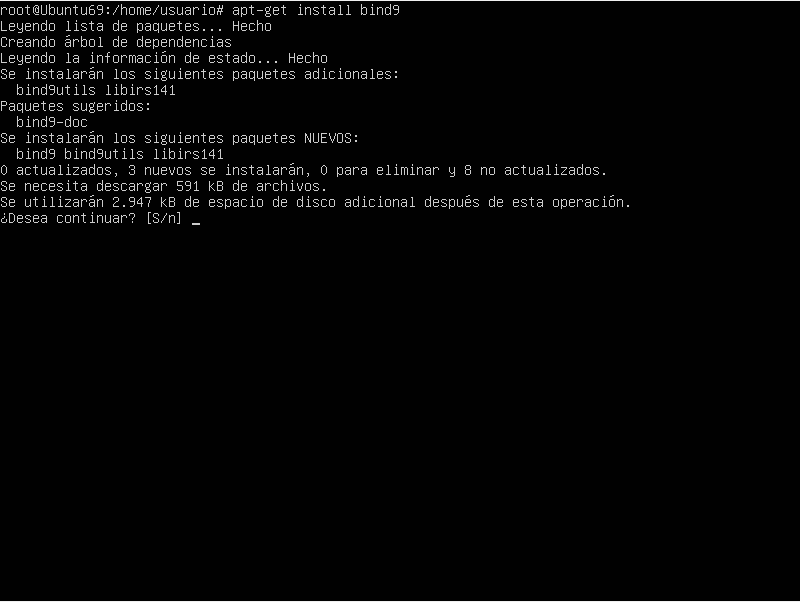 root@Ubuntu69:/home/usuario# apt-get install bind9
Leyendo lista de paquetes... Hecho
Creando árbol de dependencias
Leyendo la información de estado... Hecho
Se instalarán los siguientes paquetes adicionales:
  bind9utils libirs141
Paquetes sugeridos:
  bind9-doc
Se instalarán los siguientes paquetes NUEVOS:
  bind9 bind9utils libirs141
0 actualizados, 3 nuevos se instalarán, 0 para eliminar y 8 no actualizados.
Se necesita descargar 591 kB de archivos.
Se utilizarán 2.947 kB de espacio de disco adicional después de esta operación.
¿Desea continuar? [S/n] _